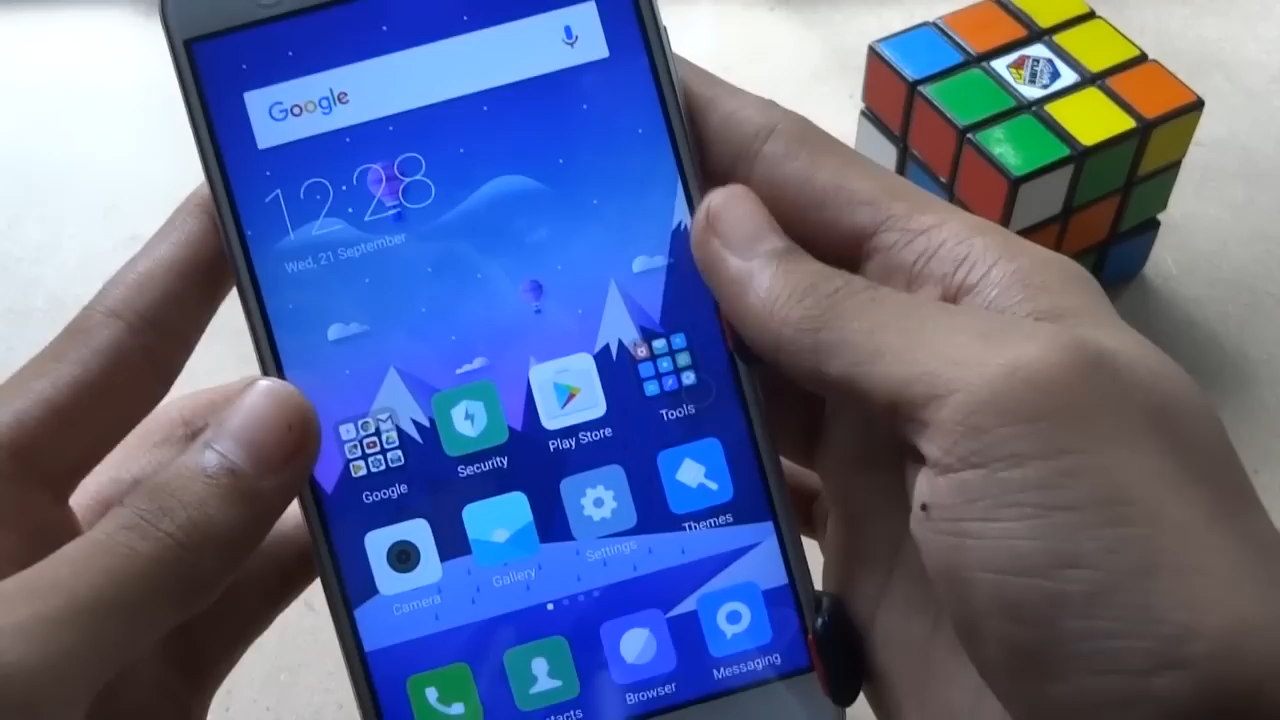 Google
12:28
Wed, 21 September
Google
Security
Play Store
Tools
Camera
Gallery
Settings
Themes
Browser
Messaging